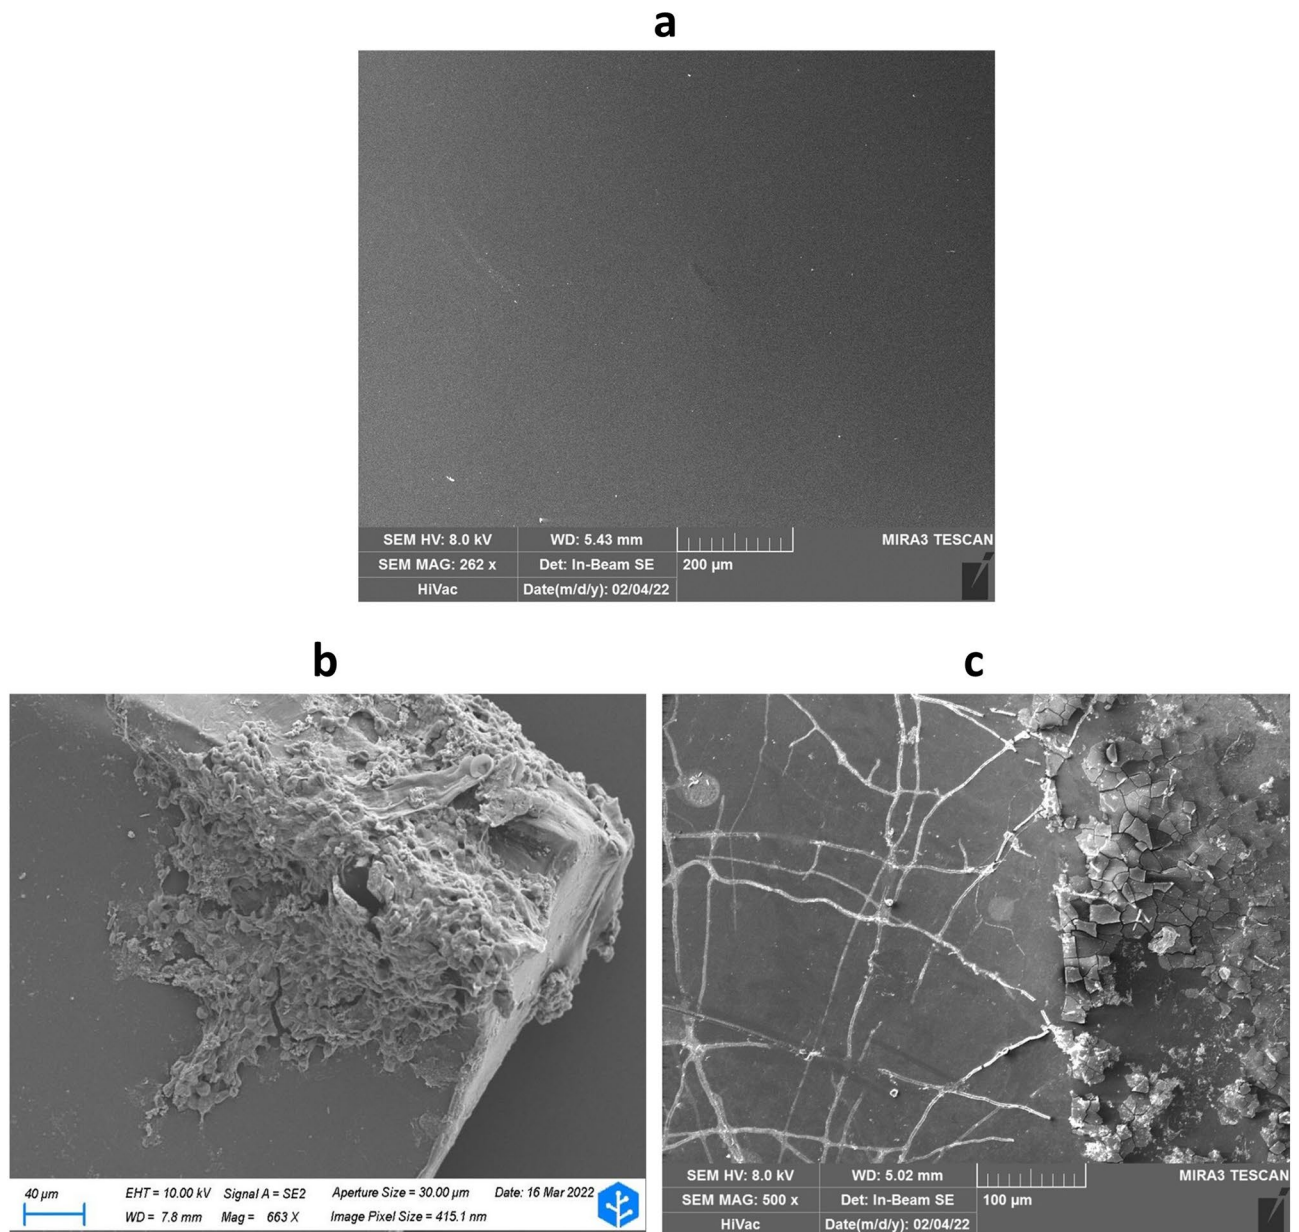 a
SEM HV: 8.0 kV WD: 5.43 mm MIRA3 TESCAN
SEM MAG: 262 x Det: In-Beam SE 200 µm
HiVac Date(m/d/y): 02/04/22
b
c
40 µm EHT = 10.00 kV Signal A = SE2 Aperture Size = 30.00 µm Date: 16 Mar 2022
WD = 7.8 mm Mag = 663 X Image Pixel Size = 415.1 nm
SEM HV: 8.0 kV WD: 5.02 mm MIRA3 TESCAN
SEM MAG: 500 x Det: In-Beam SE 100 µm
HiVac Date(m/d/y): 02/04/22